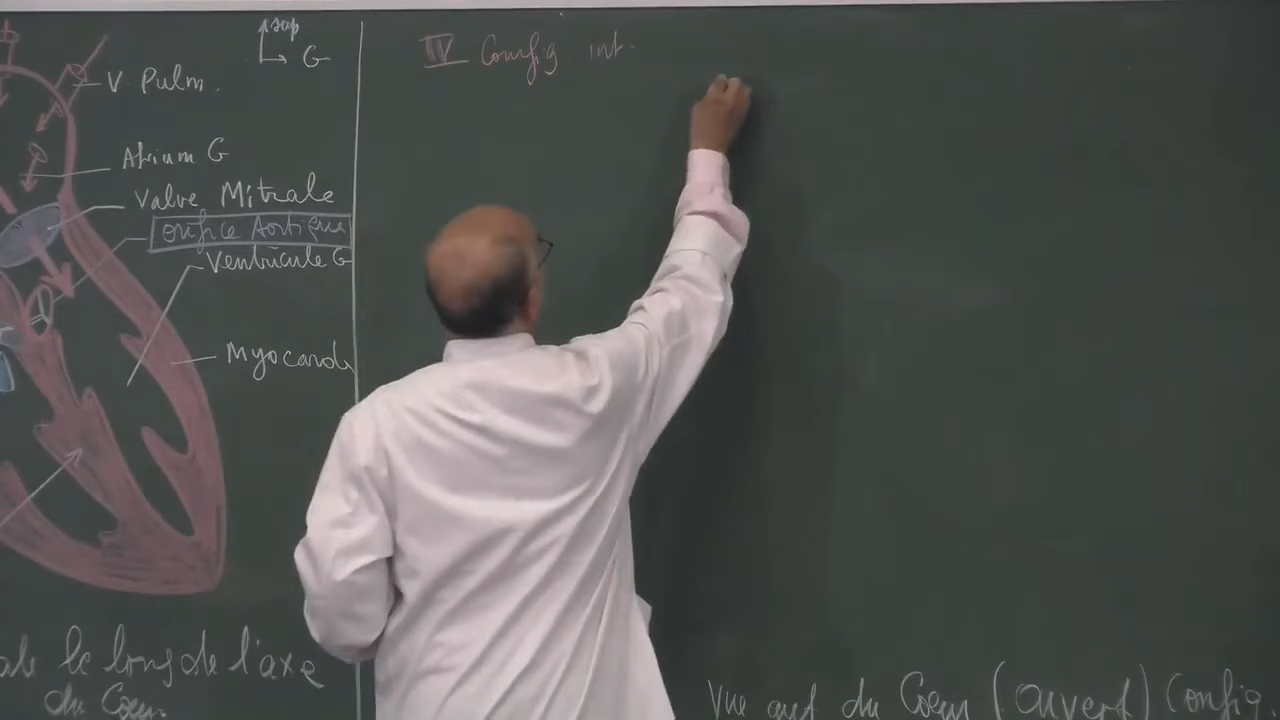 sup
G
V Pulm.
Atrium G
Valve Mitrale
orifice Aortique
Ventricule G
Myocarde
le long de l'axe
du Coeur
IV Config int.
Vue ant du Coeur (ouvert) Config.